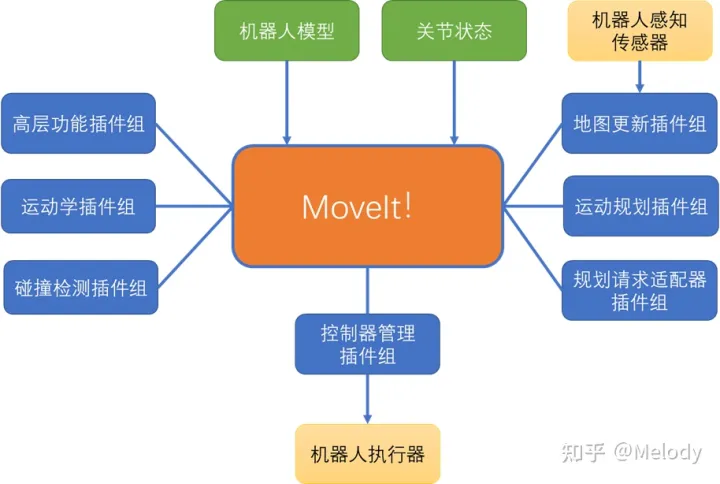 机器人模型
关节状态
机器人感知
传感器
高层功能插件组
地图更新插件组
运动学插件组
MoveIt!
运动规划插件组
碰撞检测插件组
规划请求适配器
插件组
控制器管理
插件组
机器人执行器
知乎 @Melody